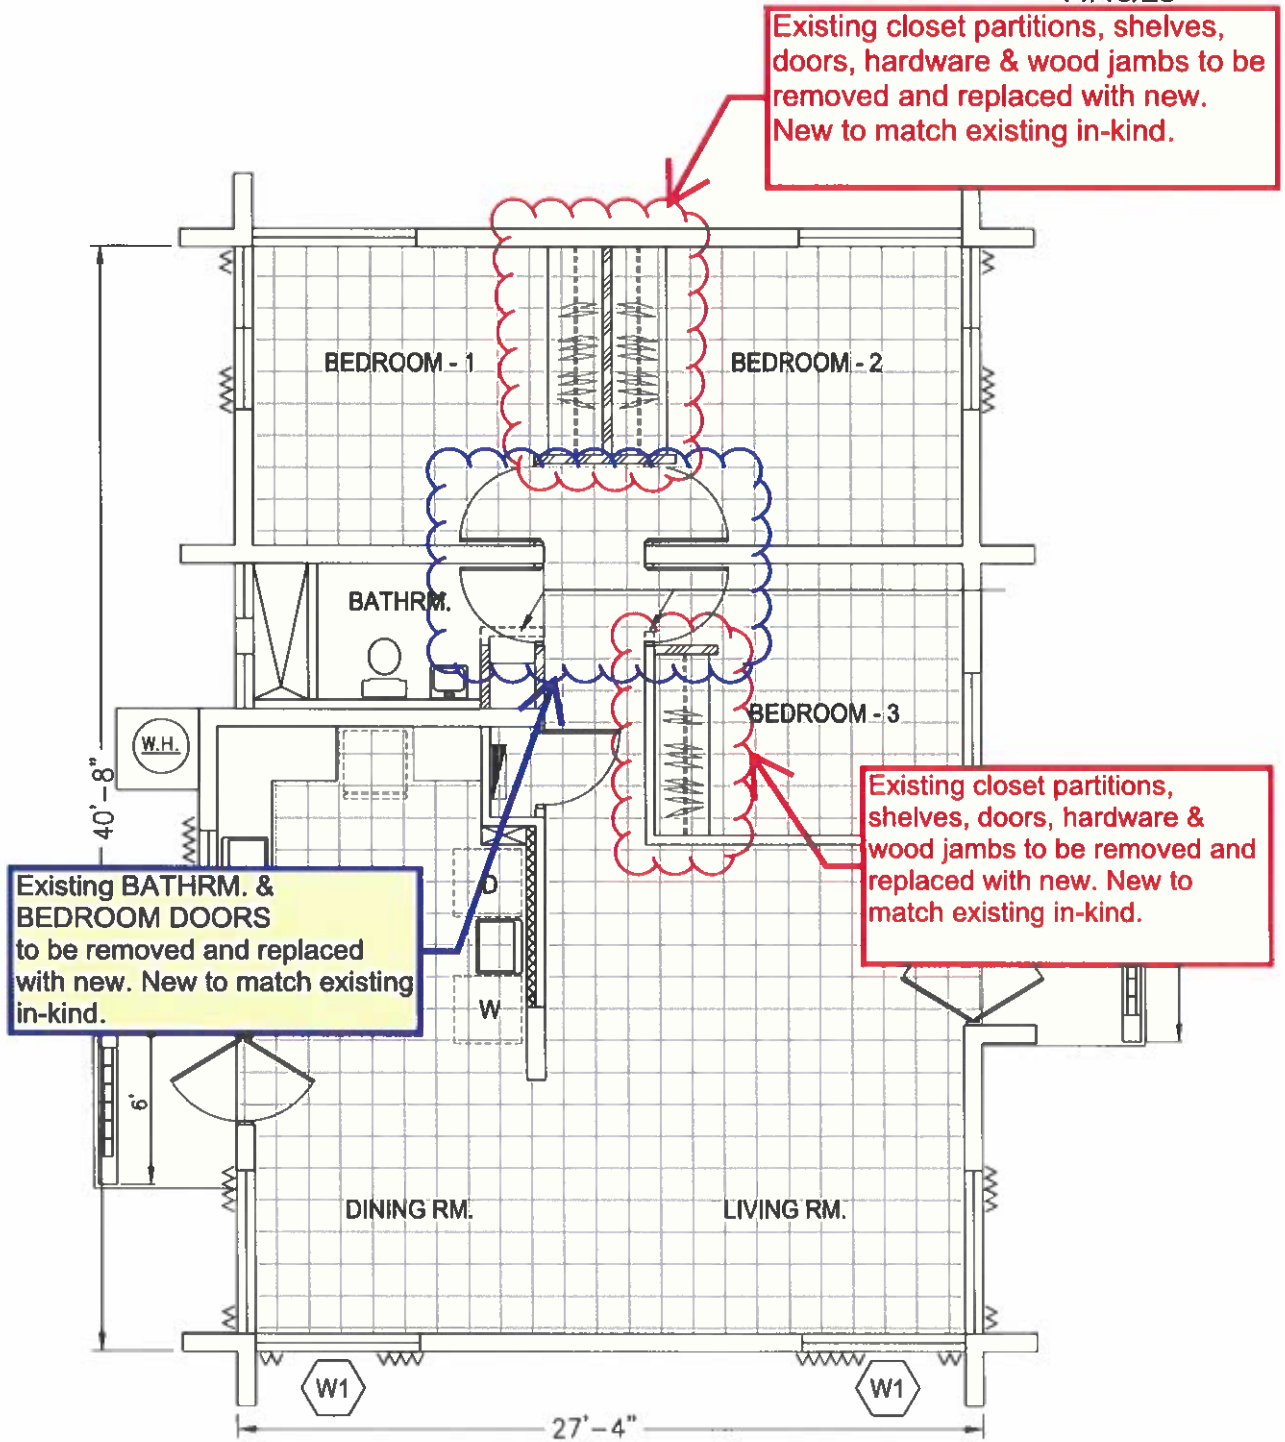 Existing closet partitions, shelves,
doors, hardware & wood jambs to be
removed and replaced with new.
New to match existing in-kind.
BEDROOM - 1
BEDROOM - 2
BATHRM.
BEDROOM - 3
W.H.
40'-8"
Existing closet partitions,
shelves, doors, hardware &
wood jambs to be removed and
replaced with new. New to
match existing in-kind.
Existing BATHRM. &
BEDROOM DOORS
to be removed and replaced
with new. New to match existing
in-kind.
D
W
6'
DINING RM.
LIVING RM.
W1
W1
27'-4"